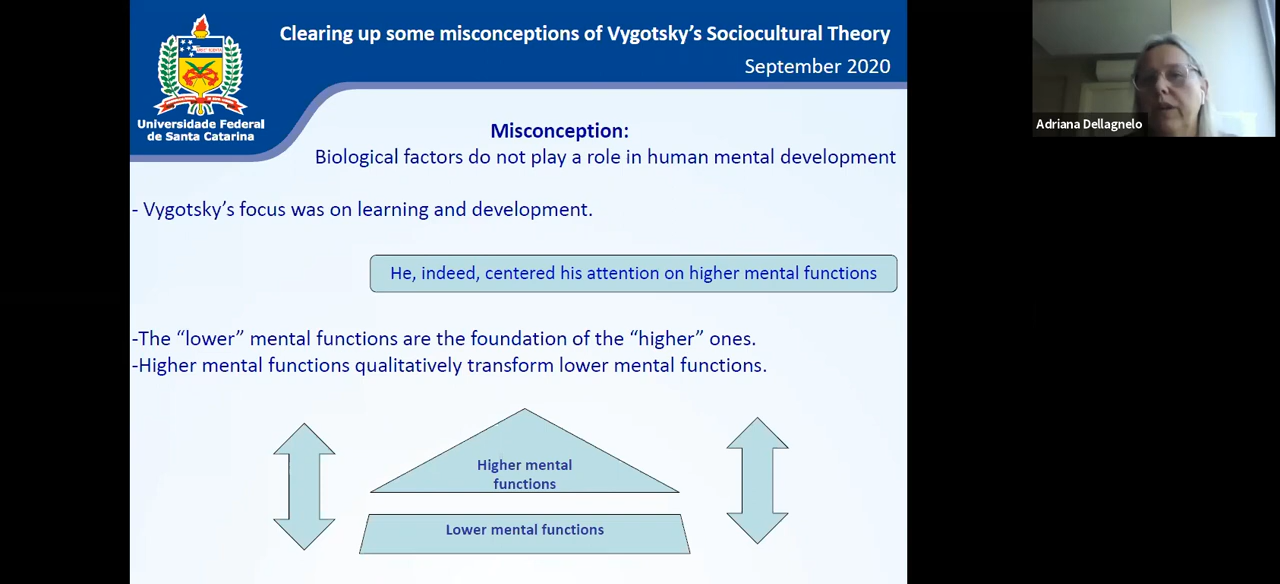 Clearing up some misconceptions of Vygotsky's Sociocultural Theory
September 2020
Universidade Federal
de Santa Catarina
Adriana Dellagnelo
Misconception:
Biological factors do not play a role in human mental development
- Vygotsky's focus was on learning and development.
He, indeed, centered his attention on higher mental functions
-The “lower” mental functions are the foundation of the “higher” ones.
-Higher mental functions qualitatively transform lower mental functions.
Higher mental
functions
Lower mental functions